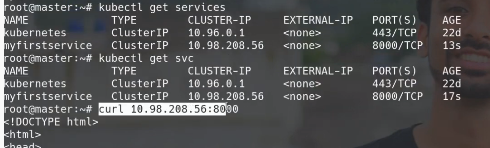 root@master:~# kubectl get services
NAME TYPE CLUSTER-IP EXTERNAL-IP PORT(S) AGE
kubernetes ClusterIP 10.96.0.1 <none> 443/TCP 22d
myfirstservice ClusterIP 10.98.208.56 <none> 8000/TCP 13s
root@master:~# kubectl get svc
NAME TYPE CLUSTER-IP EXTERNAL-IP PORT(S) AGE
kubernetes ClusterIP 10.96.0.1 <none> 443/TCP 22d
myfirstservice ClusterIP 10.98.208.56 <none> 8000/TCP 17s
root@master:~# curl 10.98.208.56:8000
<!DOCTYPE html>
<html>
<head>